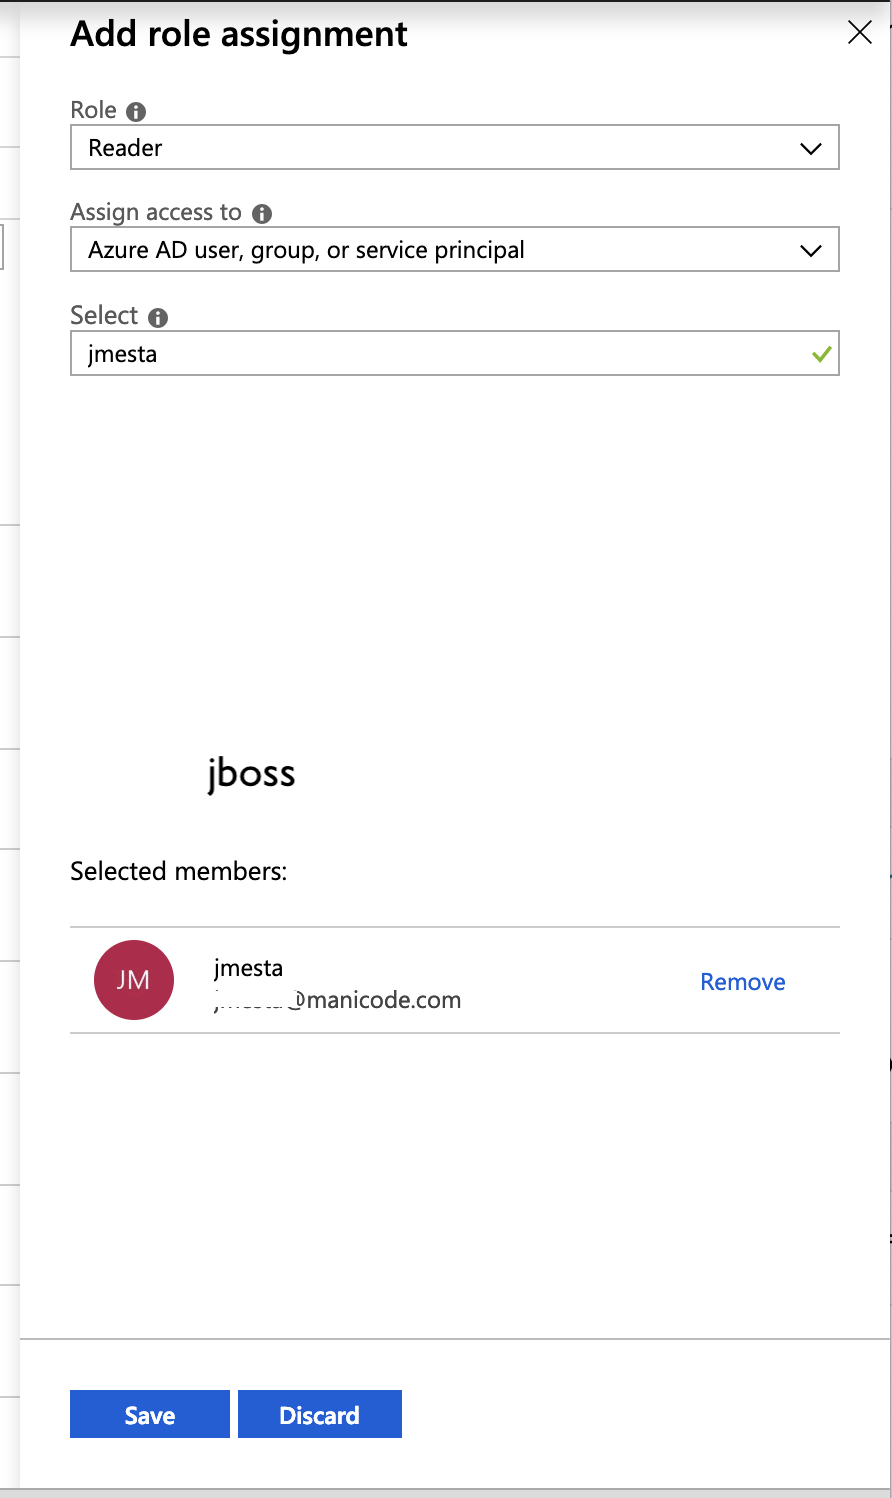 Add role assignment
Role
Reader
Assign access to
Azure AD user, group, or service principal
Select
jmesta
jboss
Selected members:
JM
jmesta
@manicode.com
Remove
Save
Discard